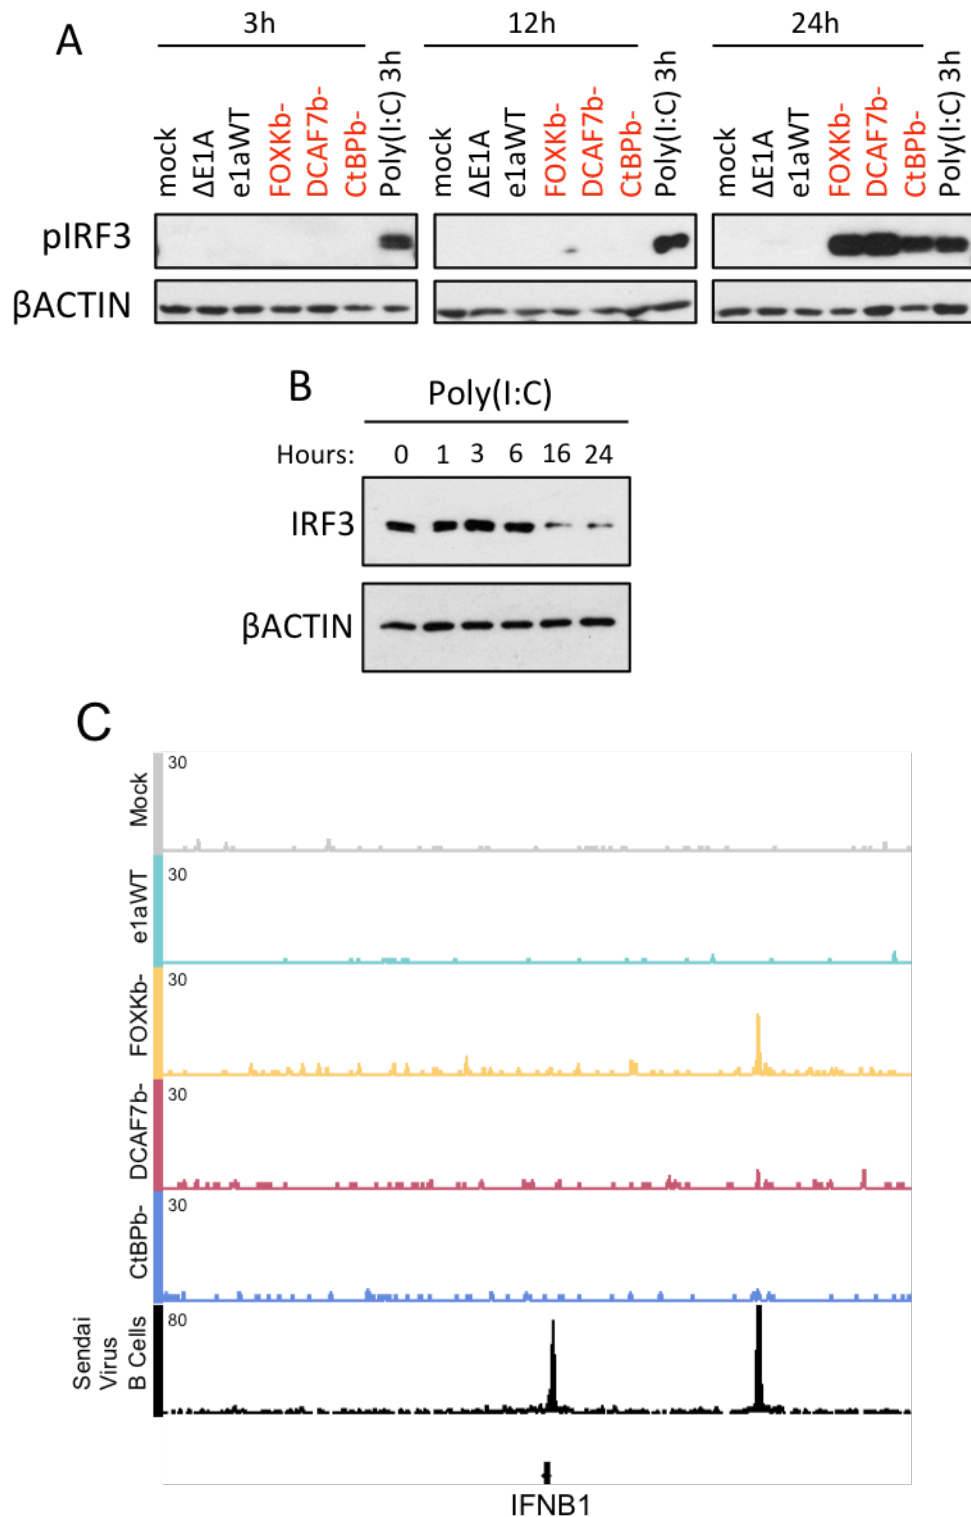 A
3h
12h
24h
mock
ΔE1A
e1aWT
FOXKb-
DCAF7b-
CtBPb-
Poly(I:C) 3h
mock
ΔE1A
e1aWT
FOXKb-
DCAF7b-
CtBPb-
Poly(I:C) 3h
mock
ΔE1A
e1aWT
FOXKb-
DCAF7b-
CtBPb-
Poly(I:C) 3h
pIRF3
βACTIN
B
Poly(I:C)
Hours: 0 1 3 6 16 24
IRF3
βACTIN
C
Mock
30
e1aWT
30
FOXKb-
30
DCAF7b-
30
CtBPb-
30
Sendai
Virus
B Cells
80
IFNB1